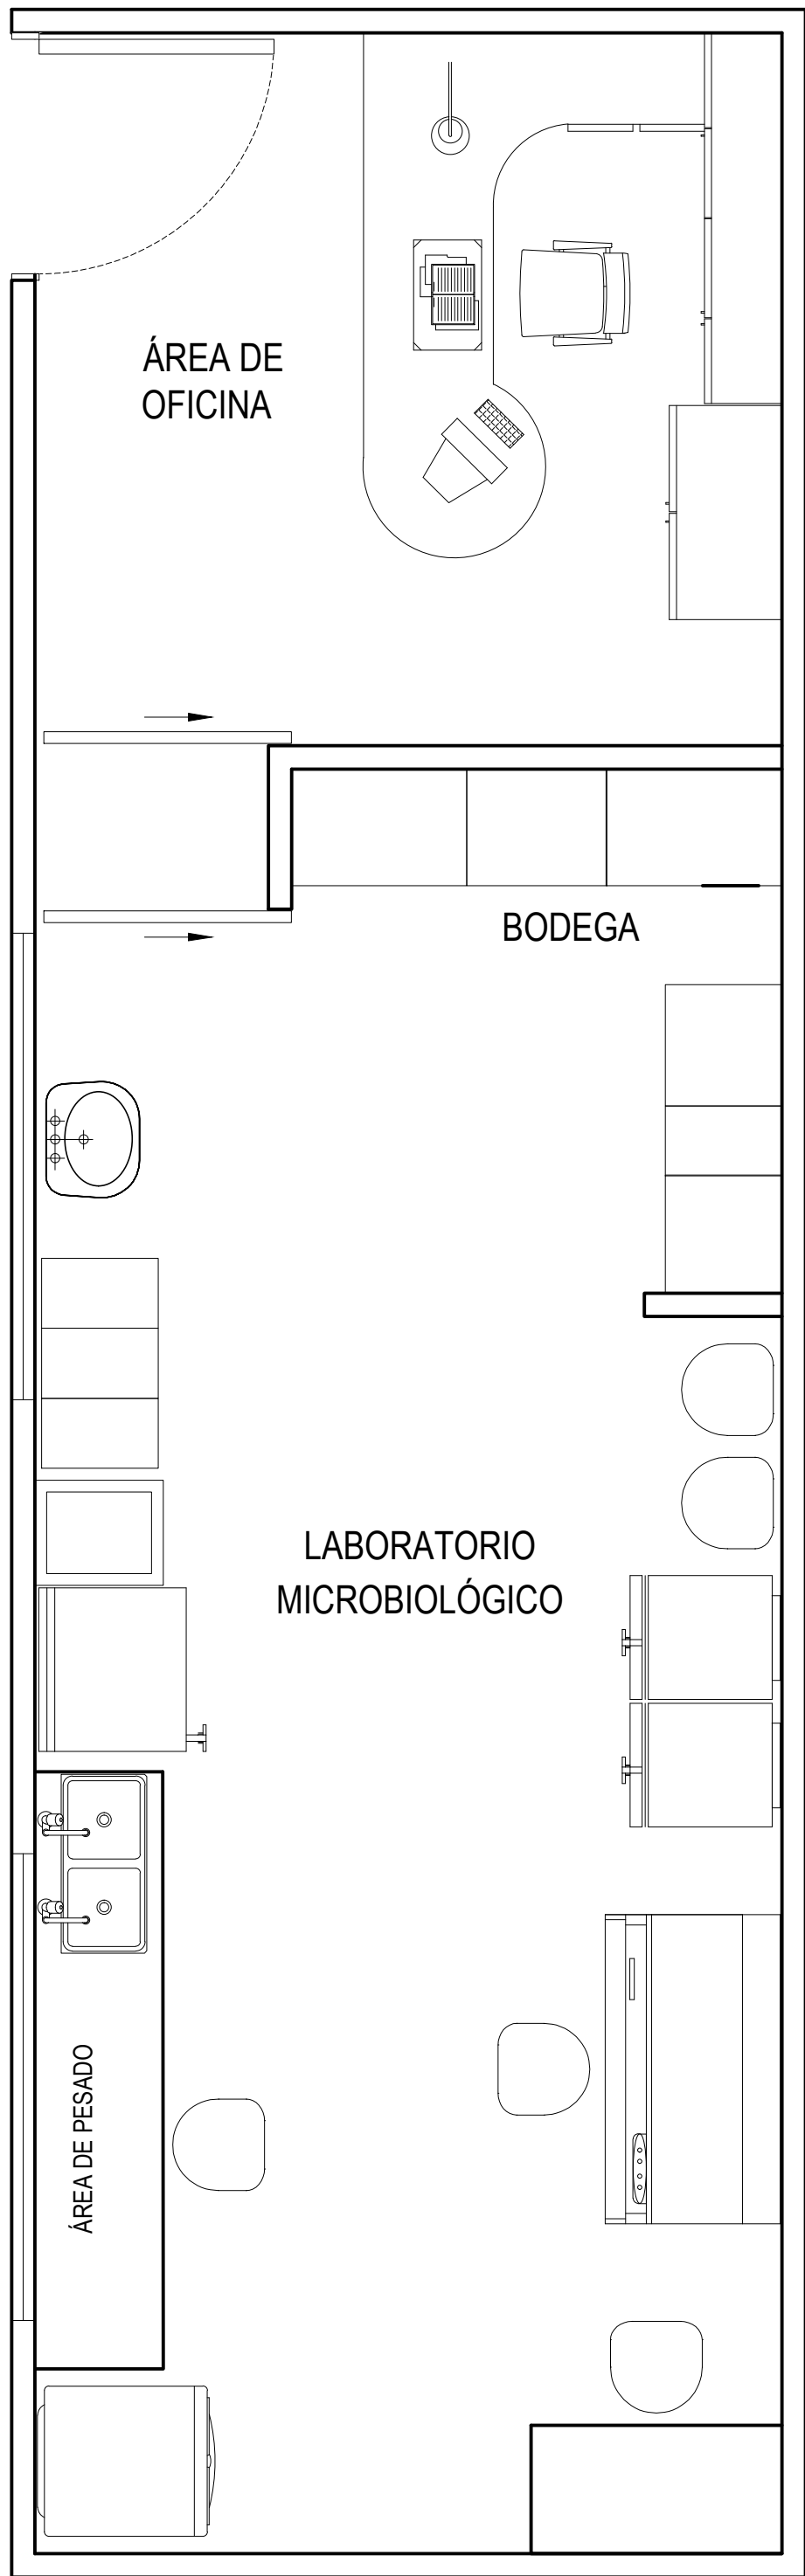 ÁREA DE
OFICINA
BODEGA
LABORATORIO
MICROBIOLÓGICO
ÁREA DE PESADO